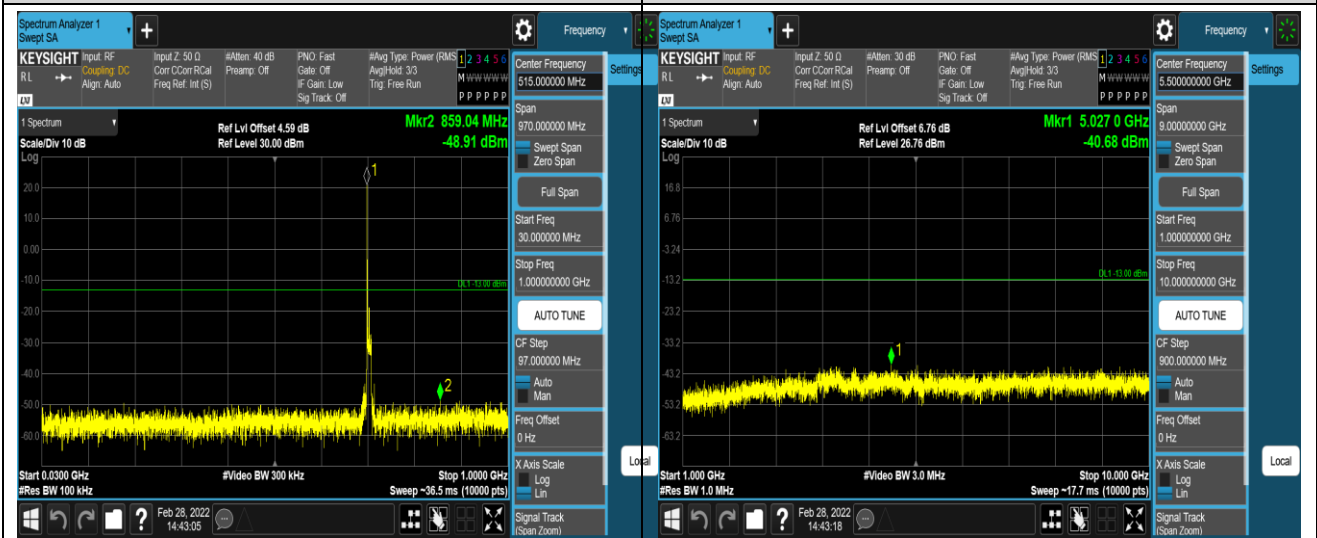 Spectrum Analyzer 1
Swept SA
+
Frequency
KEYSIGHT
RL
LXI
Input: RF
Coupling: DC
Align: Auto
Input Z: 50 Ω
Corr CCorr RCal
Freq Ref: Int (S)
#Atten: 40 dB
Preamp: Off
PNO: Fast
Gate: Off
IF Gain: Low
Sig Track: Off
#Avg Type: Power (RMS
Avg|Hold: 3/3
Trig: Free Run
1 2 3 4 5 6
M W W W W W
P P P P P P
Center Frequency
515.000000 MHz
Settings
Span
970.000000 MHz
Swept Span
Zero Span
Full Span
Start Freq
30.000000 MHz
Stop Freq
1.000000000 GHz
AUTO TUNE
CF Step
97.000000 MHz
Auto
Man
Freq Offset
0 Hz
X Axis Scale
Log
Lin
Signal Track
(Span Zoom)
Local
1 Spectrum
Scale/Div 10 dB
Log
Ref Lvl Offset 4.59 dB
Ref Level 30.00 dBm
Mkr2 859.04 MHz
-48.91 dBm
1
20.0
10.0
0.00
-10.0
DL1 -13.00 dBm
-20.0
-30.0
-40.0
2
-50.0
-60.0
Start 0.0300 GHz
#Res BW 100 kHz
#Video BW 300 kHz
Stop 1.0000 GHz
Sweep ~36.5 ms (10000 pts)
?
Feb 28, 2022
14:43:05
Spectrum Analyzer 1
Swept SA
+
Frequency
KEYSIGHT
RL
LXI
Input: RF
Coupling: DC
Align: Auto
Input Z: 50 Ω
Corr CCorr RCal
Freq Ref: Int (S)
#Atten: 30 dB
Preamp: Off
PNO: Fast
Gate: Off
IF Gain: Low
Sig Track: Off
#Avg Type: Power (RMS
Avg|Hold: 3/3
Trig: Free Run
1 2 3 4 5 6
M W W W W W
P P P P P P
Center Frequency
5.500000000 GHz
Settings
Span
9.00000000 GHz
Swept Span
Zero Span
Full Span
Start Freq
1.000000000 GHz
Stop Freq
10.000000000 GHz
AUTO TUNE
CF Step
900.000000 MHz
Auto
Man
Freq Offset
0 Hz
X Axis Scale
Log
Lin
Signal Track
(Span Zoom)
Local
1 Spectrum
Scale/Div 10 dB
Log
Ref Lvl Offset 6.76 dB
Ref Level 26.76 dBm
Mkr1 5.027 0 GHz
-40.68 dBm
16.8
6.76
-3.24
-13.2
DL1 -13.00 dBm
-23.2
-33.2
1
-43.2
-53.2
-63.2
Start 1.000 GHz
#Res BW 1.0 MHz
#Video BW 3.0 MHz
Stop 10.000 GHz
Sweep ~17.7 ms (10000 pts)
?
Feb 28, 2022
14:43:18